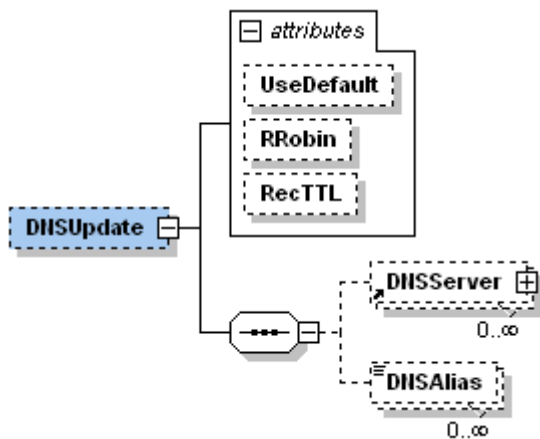 attributes
UseDefault
RRobin
RecTTL
DNSUpdate
DNSServer
0..∞
DNSAlias
0..∞